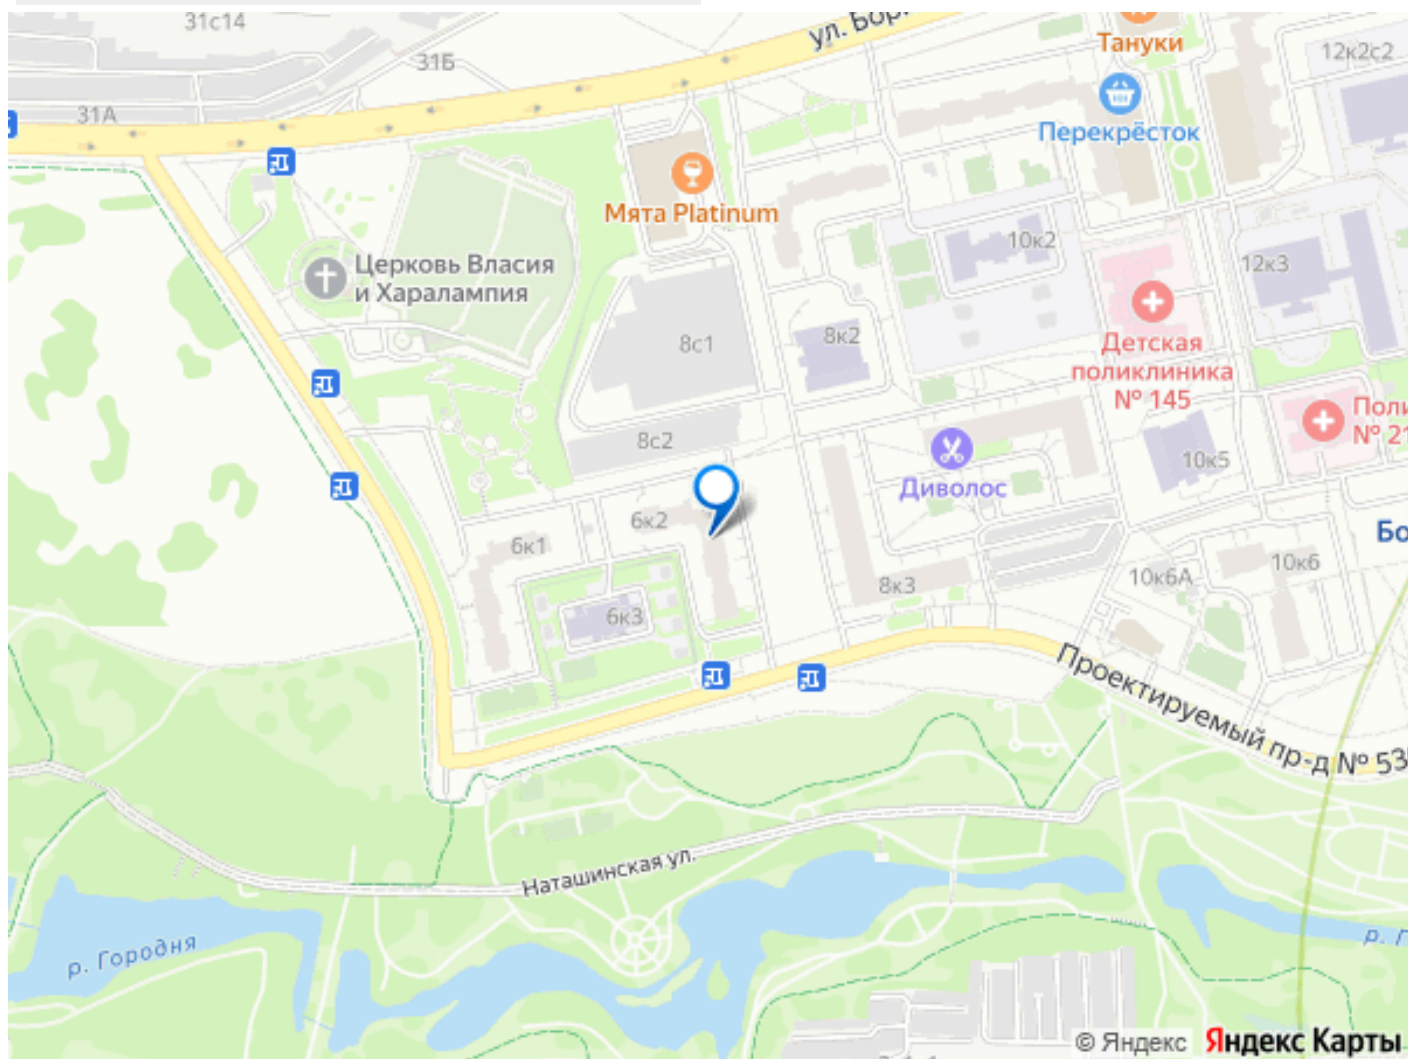 31с14
ул. Бор
Тануки
12к2с2
31Б
31А
Перекрёсток
Мята Platinum
10к2
12к3
Церковь Власия
и Харалампия
8с1
8к2
Детская
поликлиника
№ 145
Поли
№ 21
8с2
10к5
Диволос
6к2
6к1
Бо
10к6
10к6А
8к3
6к3
Проектируемый пр-д № 53
Наташинская ул.
р. Городня
р. Г
© Яндекс Яндекс Карты